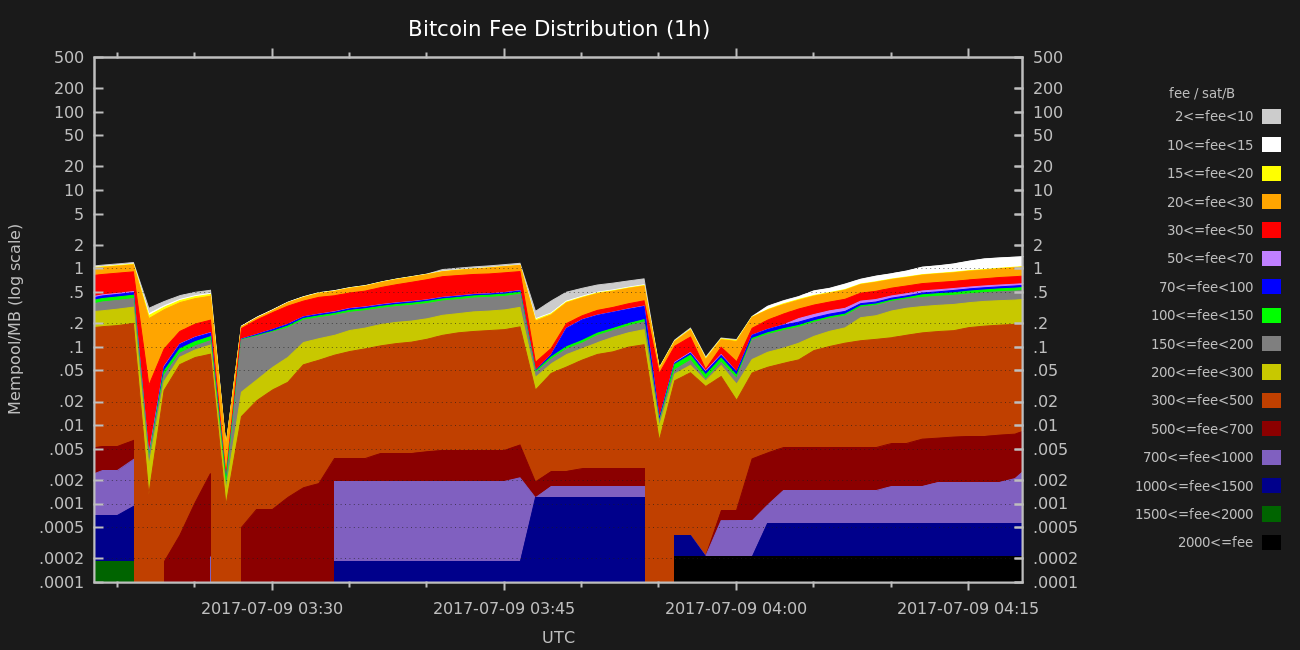 Bitcoin Fee Distribution (1h)
500
200
100
50
20
10
5
2
1
.5
.2
.1
.05
.02
.01
.005
.002
.001
.0005
.0002
.0001
Mempool/MB (log scale)
500
200
100
50
20
10
5
2
1
.5
.2
.1
.05
.02
.01
.005
.002
.001
.0005
.0002
.0001
2017-07-09 03:30
2017-07-09 03:45
2017-07-09 04:00
2017-07-09 04:15
UTC
fee / sat/B
2<=fee<10
10<=fee<15
15<=fee<20
20<=fee<30
30<=fee<50
50<=fee<70
70<=fee<100
100<=fee<150
150<=fee<200
200<=fee<300
300<=fee<500
500<=fee<700
700<=fee<1000
1000<=fee<1500
1500<=fee<2000
2000<=fee